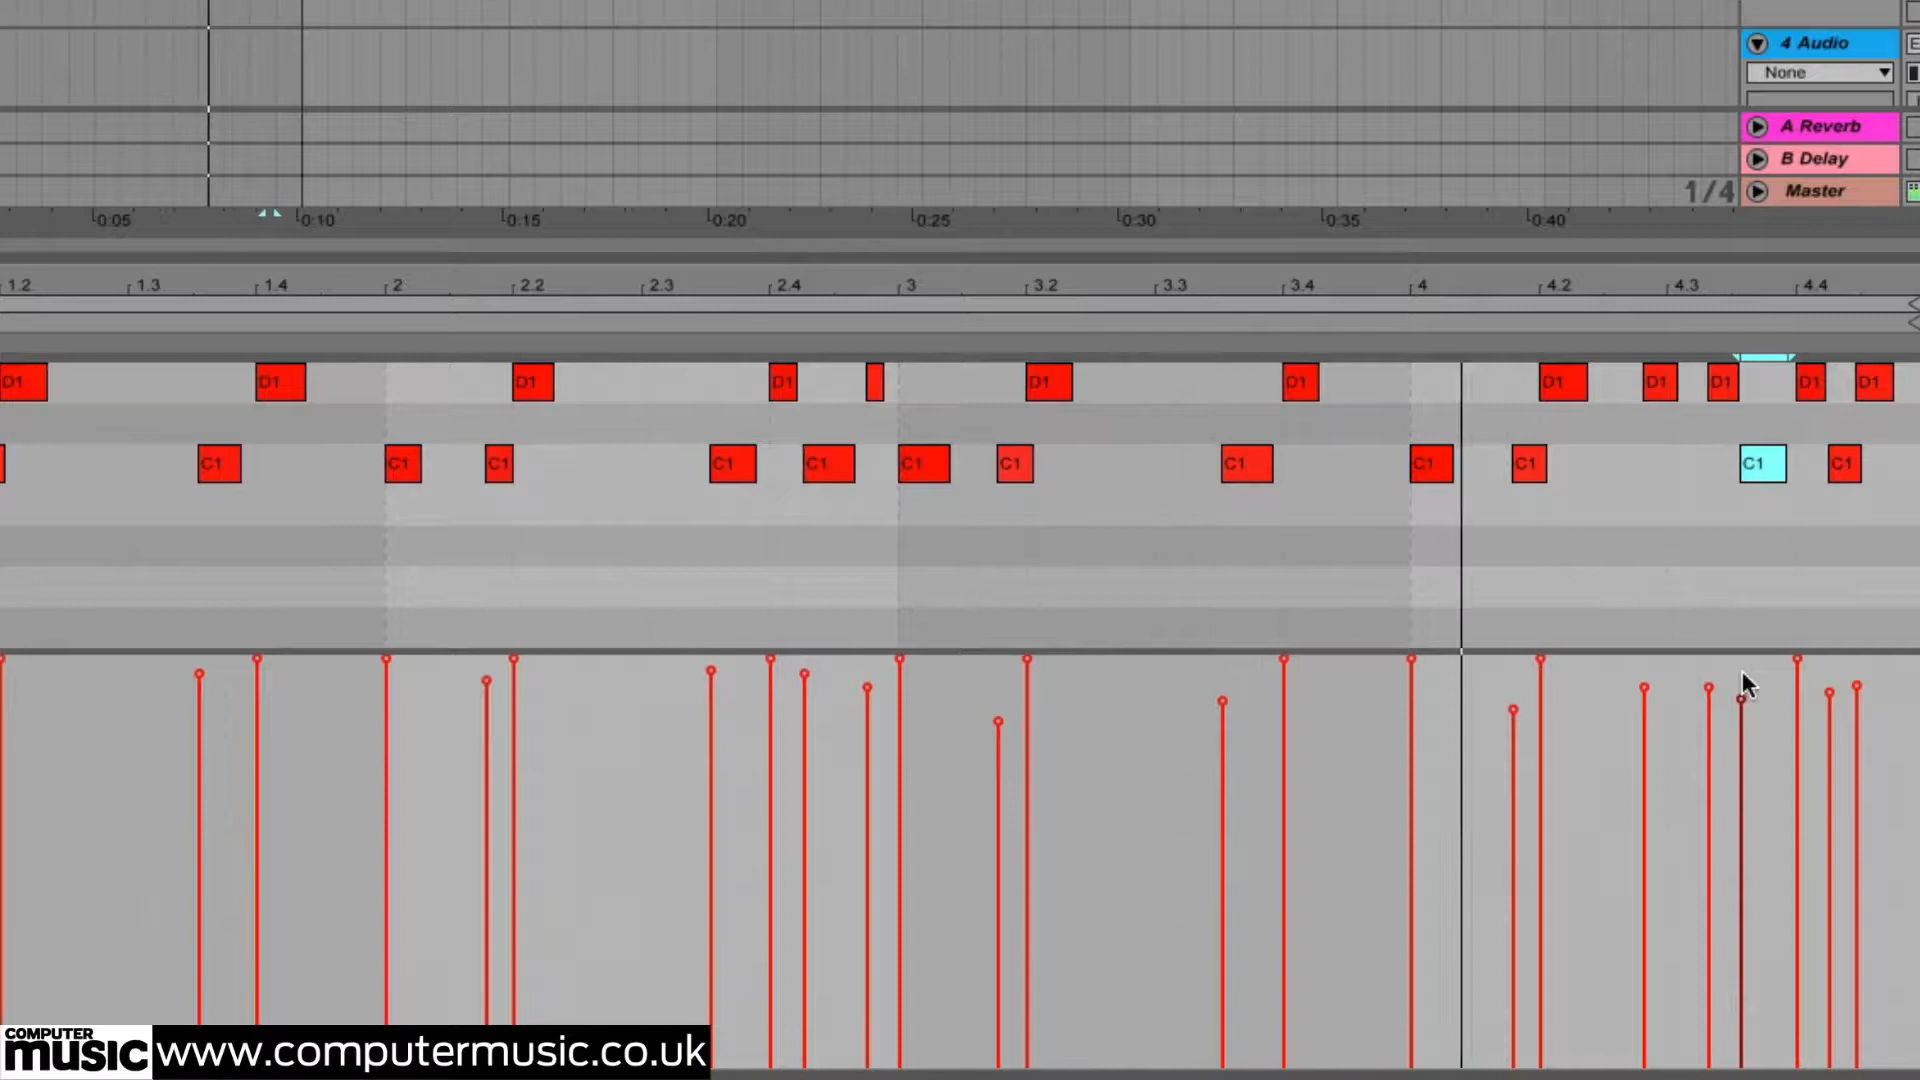 4 Audio
None
A Reverb
B Delay
1/4 Master
0:05 0:10 0:15 0:20 0:25 0:30 0:35 0:40
1.2 1.3 1.4 2 2.2 2.3 2.4 3 3.2 3.3 3.4 4 4.2 4.3 4.4
D1 D1 D1 D1 D1 D1 D1 D1 D1 D1 D1
C1 C1 C1 C1 C1 C1 C1 C1 C1 C1 C1 C1
COMPUTER
MUSIC www.computermusic.co.uk